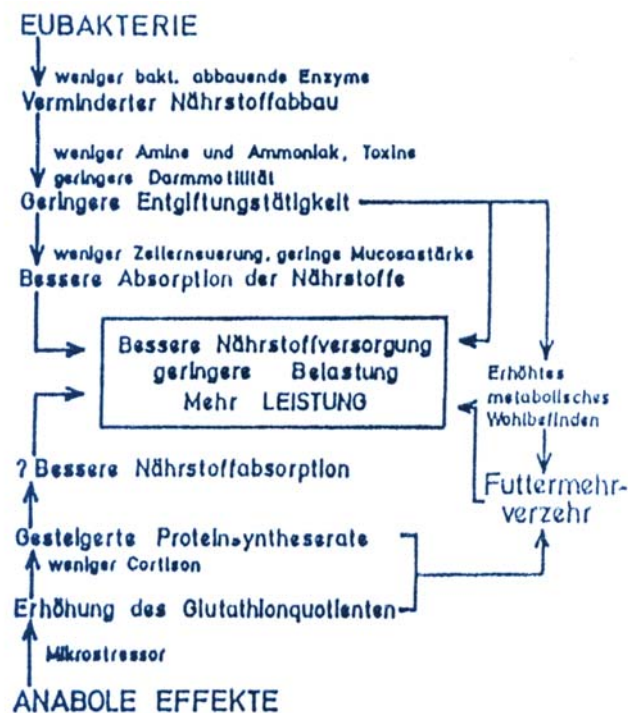 EUBAKTERIE
weniger bakt. abbauende Enzyme
Verminderter Nährstoffabbau
weniger Amine und Ammoniak, Toxine
geringere Darmmotilität
Geringere Entgiftungstätigkeit
weniger Zellerneuerung, geringe Mucosastärke
Bessere Absorption der Nährstoffe
Bessere Nährstoffversorgung
geringere Belastung
Mehr LEISTUNG
Erhöhtes
metabolisches
Wohlbefinden
? Bessere Nährstoffabsorption
Futtermehr-
verzehr
Gesteigerte Protein-syntheserate
weniger Cortison
Erhöhung des Glutathionquotienten
Mikrostressor
ANABOLE EFFEKTE